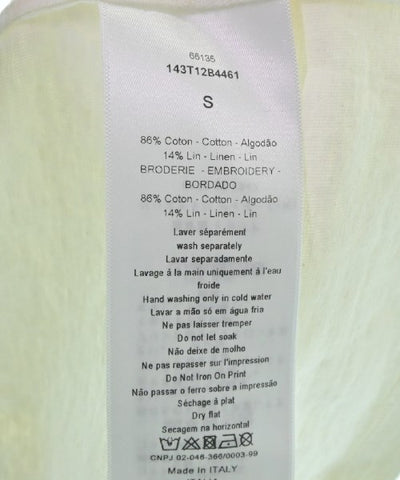 66135
143T12B4461
S
86% Coton - Cotton - Algodão
14% Lin - Linen - Lin
BRODERIE - EMBROIDERY -
BORDADO
86% Coton - Cotton - Algodão
14% Lin - Linen - Lin
Laver séparément
wash separately
Lavar separadamente
Lavage á la main uniquement á l'eau
froide
Hand washing only in cold water
Lavar a mão só em água fria
Ne pas laisser tremper
Do not let soak
Não deixe de molho
Ne pas repasser sur l'impression
Do Not Iron On Print
Não passar o ferro sobre a impressão
Séchage á plat
Dry flat
Secagem na horizontal
CNPJ 02-046-366/0003-99
Made In ITALY
ITALIA